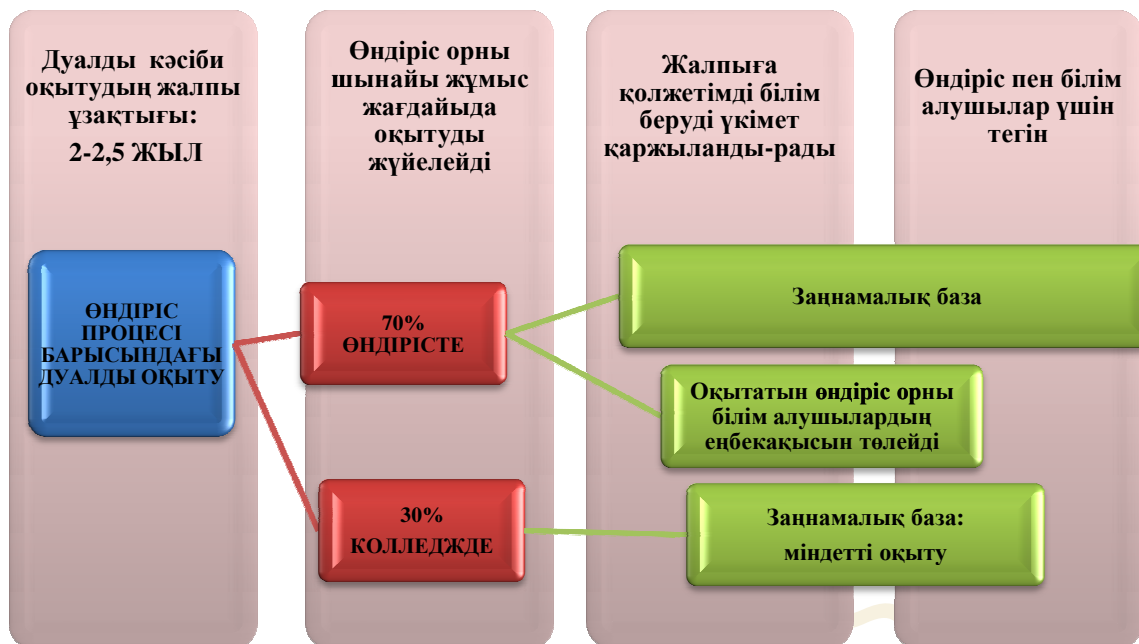 Дуалды кәсіби
оқытудың жалпы
ұзақтығы:
2-2,5 ЖЫЛ
Өндіріс орны
шынайы жұмыс
жағдайыда
оқытуды
жүйелейді
Жалпыға
қолжетімді білім
беруді үкімет
қаржыланды-рады
Өндіріс пен білім
алушылар үшін
тегін
ӨНДІРІС
ПРОЦЕСІ
БАРЫСЫНДАҒЫ
ДУАЛДЫ ОҚЫТУ
70%
ӨНДІРІСТЕ
30%
КОЛЛЕДЖДЕ
Заңнамалық база
Оқытатын өндіріс орны
білім алушылардың
еңбекақысын төлейді
Заңнамалық база:
міндетті оқыту